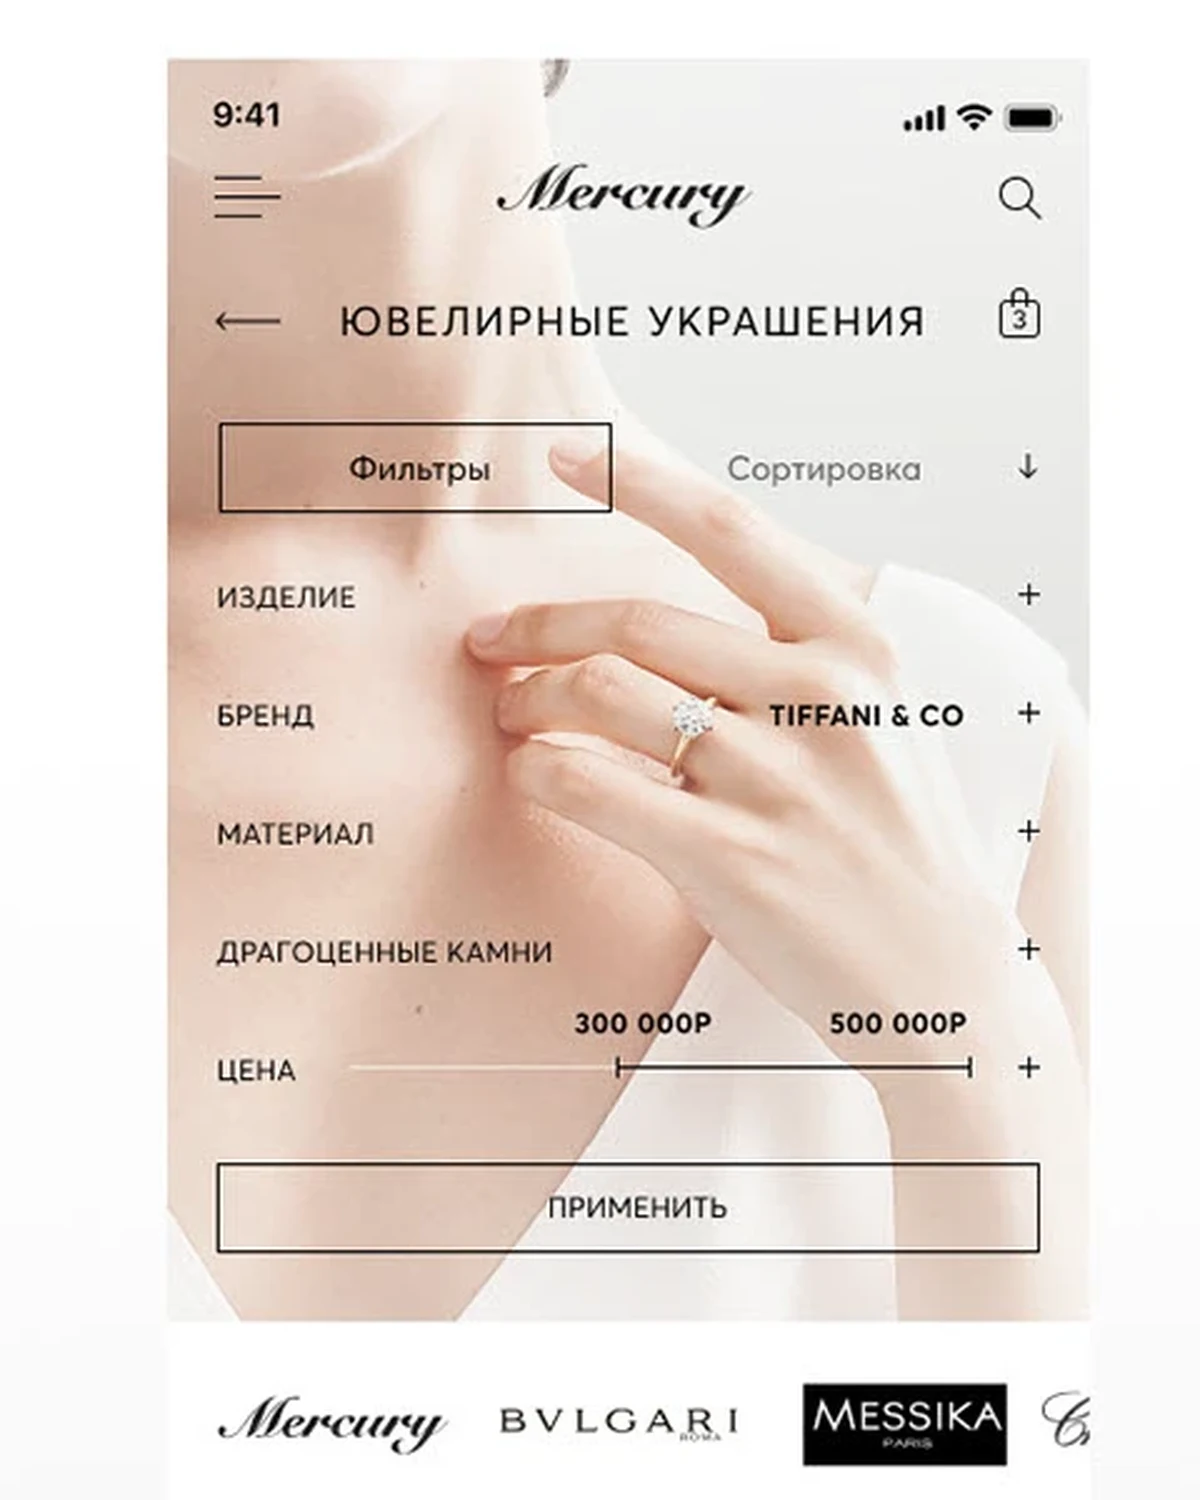 9:41
Mercury
ЮВЕЛИРНЫЕ УКРАШЕНИЯ
3
Фильтры
Сортировка
ИЗДЕЛИЕ
БРЕНД
TIFFANI & CO
МАТЕРИАЛ
ДРАГОЦЕННЫЕ КАМНИ
300 000Р
500 000Р
ЦЕНА
ПРИМЕНИТЬ
Mercury
BVLGARI
ROMA
MESSIKA
PARIS